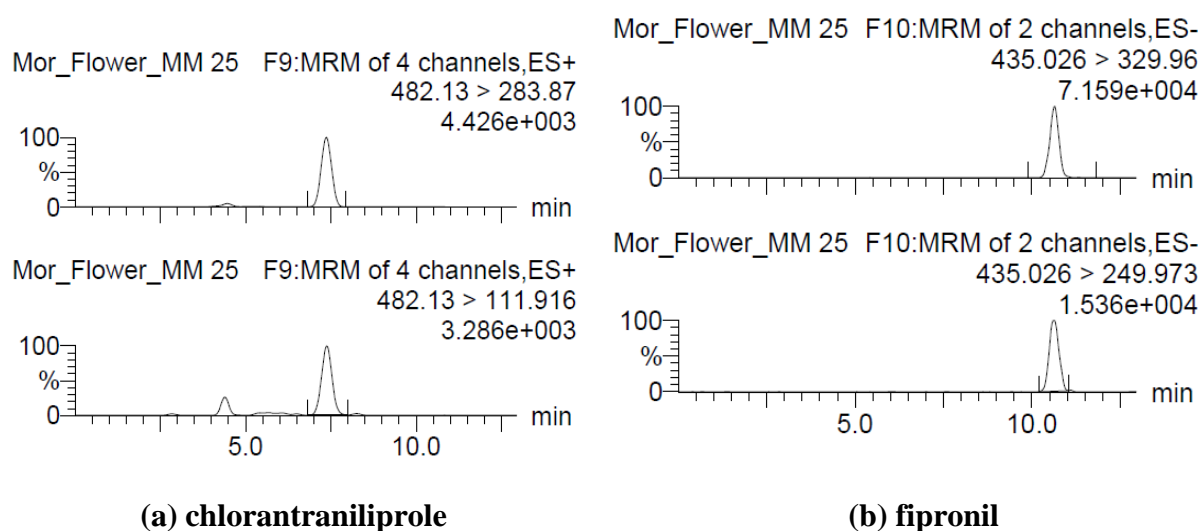 Mor_Flower_MM 25 F9:MRM of 4 channels,ES+
482.13 > 283.87
4.426e+003
100
%
0
min
Mor_Flower_MM 25 F9:MRM of 4 channels,ES+
482.13 > 111.916
3.286e+003
100
%
0
min
5.0 10.0
(a) chlorantraniliprole
Mor_Flower_MM 25 F10:MRM of 2 channels,ES-
435.026 > 329.96
7.159e+004
100
%
0
min
Mor_Flower_MM 25 F10:MRM of 2 channels,ES-
435.026 > 249.973
1.536e+004
100
%
0
min
5.0 10.0
(b) fipronil